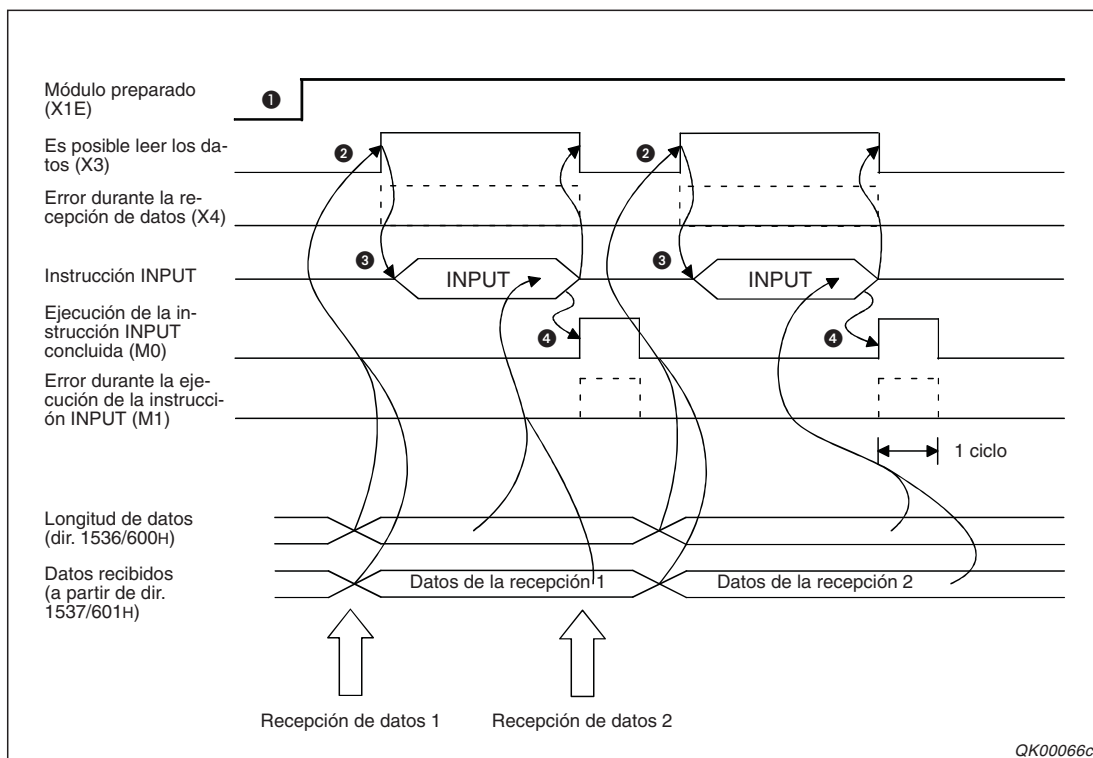 Módulo preparado
(X1E)
❶
Es posible leer los da-
tos (X3)
❷
❷
Error durante la re-
cepción de datos (X4)
Instrucción INPUT
❸
INPUT
❸
INPUT
Ejecución de la in-
strucción INPUT
concluida (M0)
❹
❹
Error durante la eje-
cución de la instrucci-
ón INPUT (M1)
1 ciclo
Longitud de datos
(dir. 1536/600H)
Datos recibidos
(a partir de dir.
1537/601H)
Datos de la recepción 1
Datos de la recepción 2
Recepción de datos 1
Recepción de datos 2
QK00066c